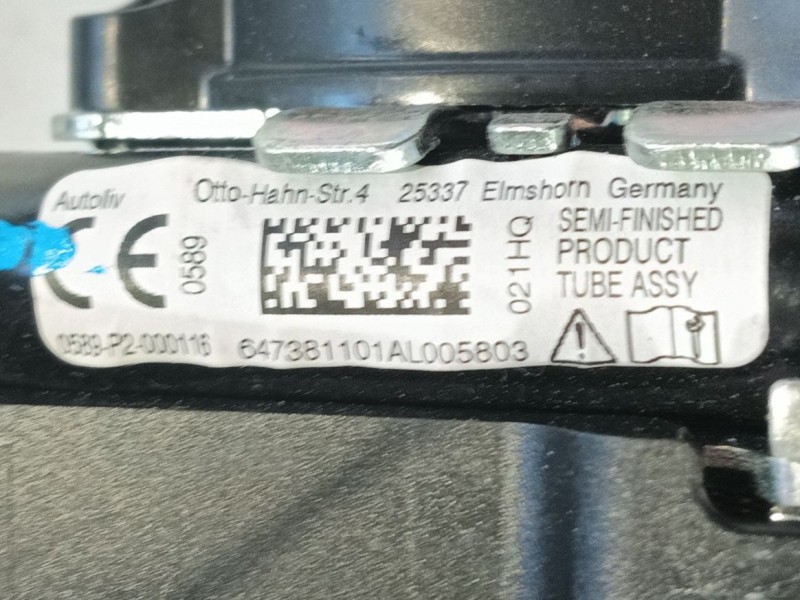 Autoliv Otto-Hahn-Str.4 25337 Elmshorn Germany
CE 0589
021HQ
SEMI-FINISHED
PRODUCT
TUBE ASSY
0589-P2-000116 647381101AL005803